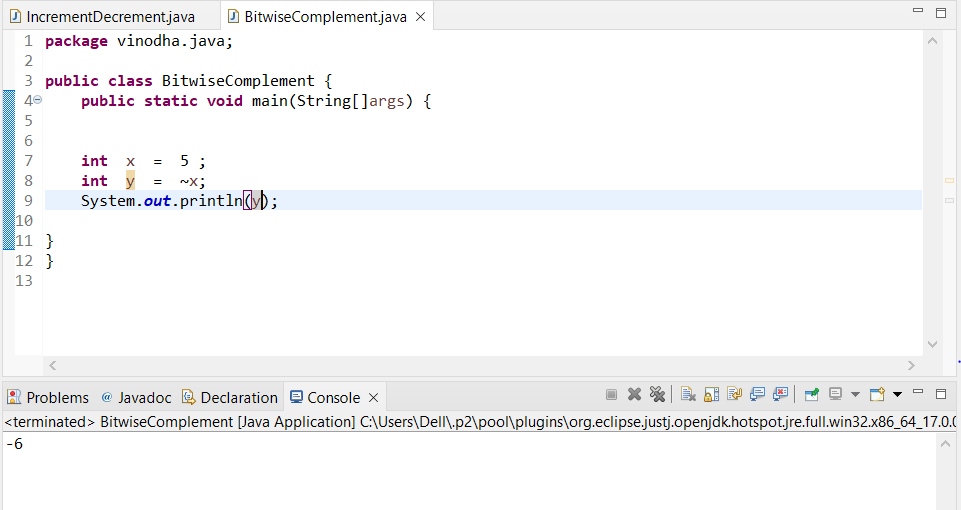 IncrementDecrement.java BitwiseComplement.java
1 package vinodha.java;
2
3 public class BitwiseComplement {
4 public static void main(String[]args) {
5
6
7 int x = 5 ;
8 int y = ~x;
9 System.out.println(y);
10
11 }
12 }
13
Problems @ Javadoc Declaration Console
<terminated> BitwiseComplement [Java Application] C:\Users\Dell\.p2\pool\plugins\org.eclipse.justj.openjdk.hotspot.jre.full.win32.x86_64_17.0.0
-6